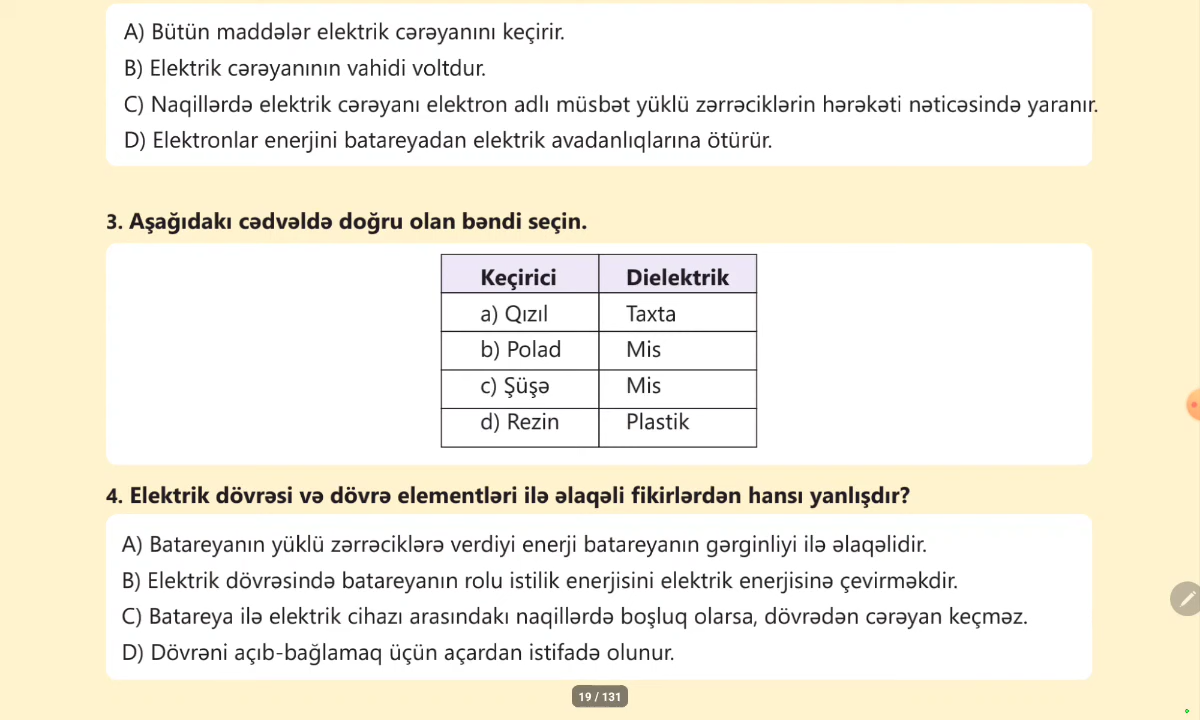 A) Bütün maddələr elektrik cərəyanını keçirir.
B) Elektrik cərəyanının vahidi voltdur.
C) Naqillərdə elektrik cərəyanı elektron adlı müsbət yüklü zərrəciklərin hərəkəti nəticəsində yaranır.
D) Elektronlar enerjini batareyadan elektrik avadanlıqlarına ötürür.
3. Aşağıdakı cədvəldə doğru olan bəndi seçin.
Keçirici Dielektrik
a) Qızıl Taxta
b) Polad Mis
c) Şüşə Mis
d) Rezin Plastik
4. Elektrik dövrəsi və dövrə elementləri ilə əlaqəli fikirlərdən hansı yanlışdır?
A) Batareyanın yüklü zərrəciklərə verdiyi enerji batareyanın gərginliyi ilə əlaqəlidir.
B) Elektrik dövrəsində batareyanın rolu istilik enerjisini elektrik enerjisinə çevirməkdir.
C) Batareya ilə elektrik cihazı arasındakı naqillərdə boşluq olarsa, dövrədən cərəyan keçməz.
D) Dövrəni açıb-bağlamaq üçün açardan istifadə olunur.
19 / 131